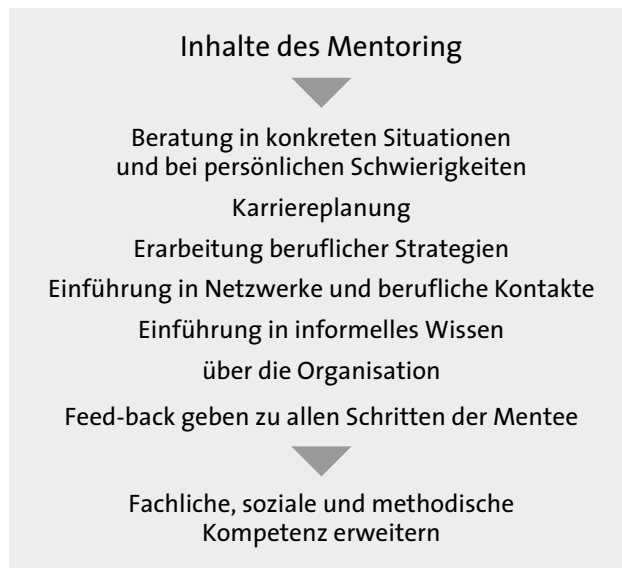 Inhalte des Mentoring
Beratung in konkreten Situationen
und bei persönlichen Schwierigkeiten
Karriereplanung
Erarbeitung beruflicher Strategien
Einführung in Netzwerke und berufliche Kontakte
Einführung in informelles Wissen
über die Organisation
Feed-back geben zu allen Schritten der Mentee
Fachliche, soziale und methodische
Kompetenz erweitern